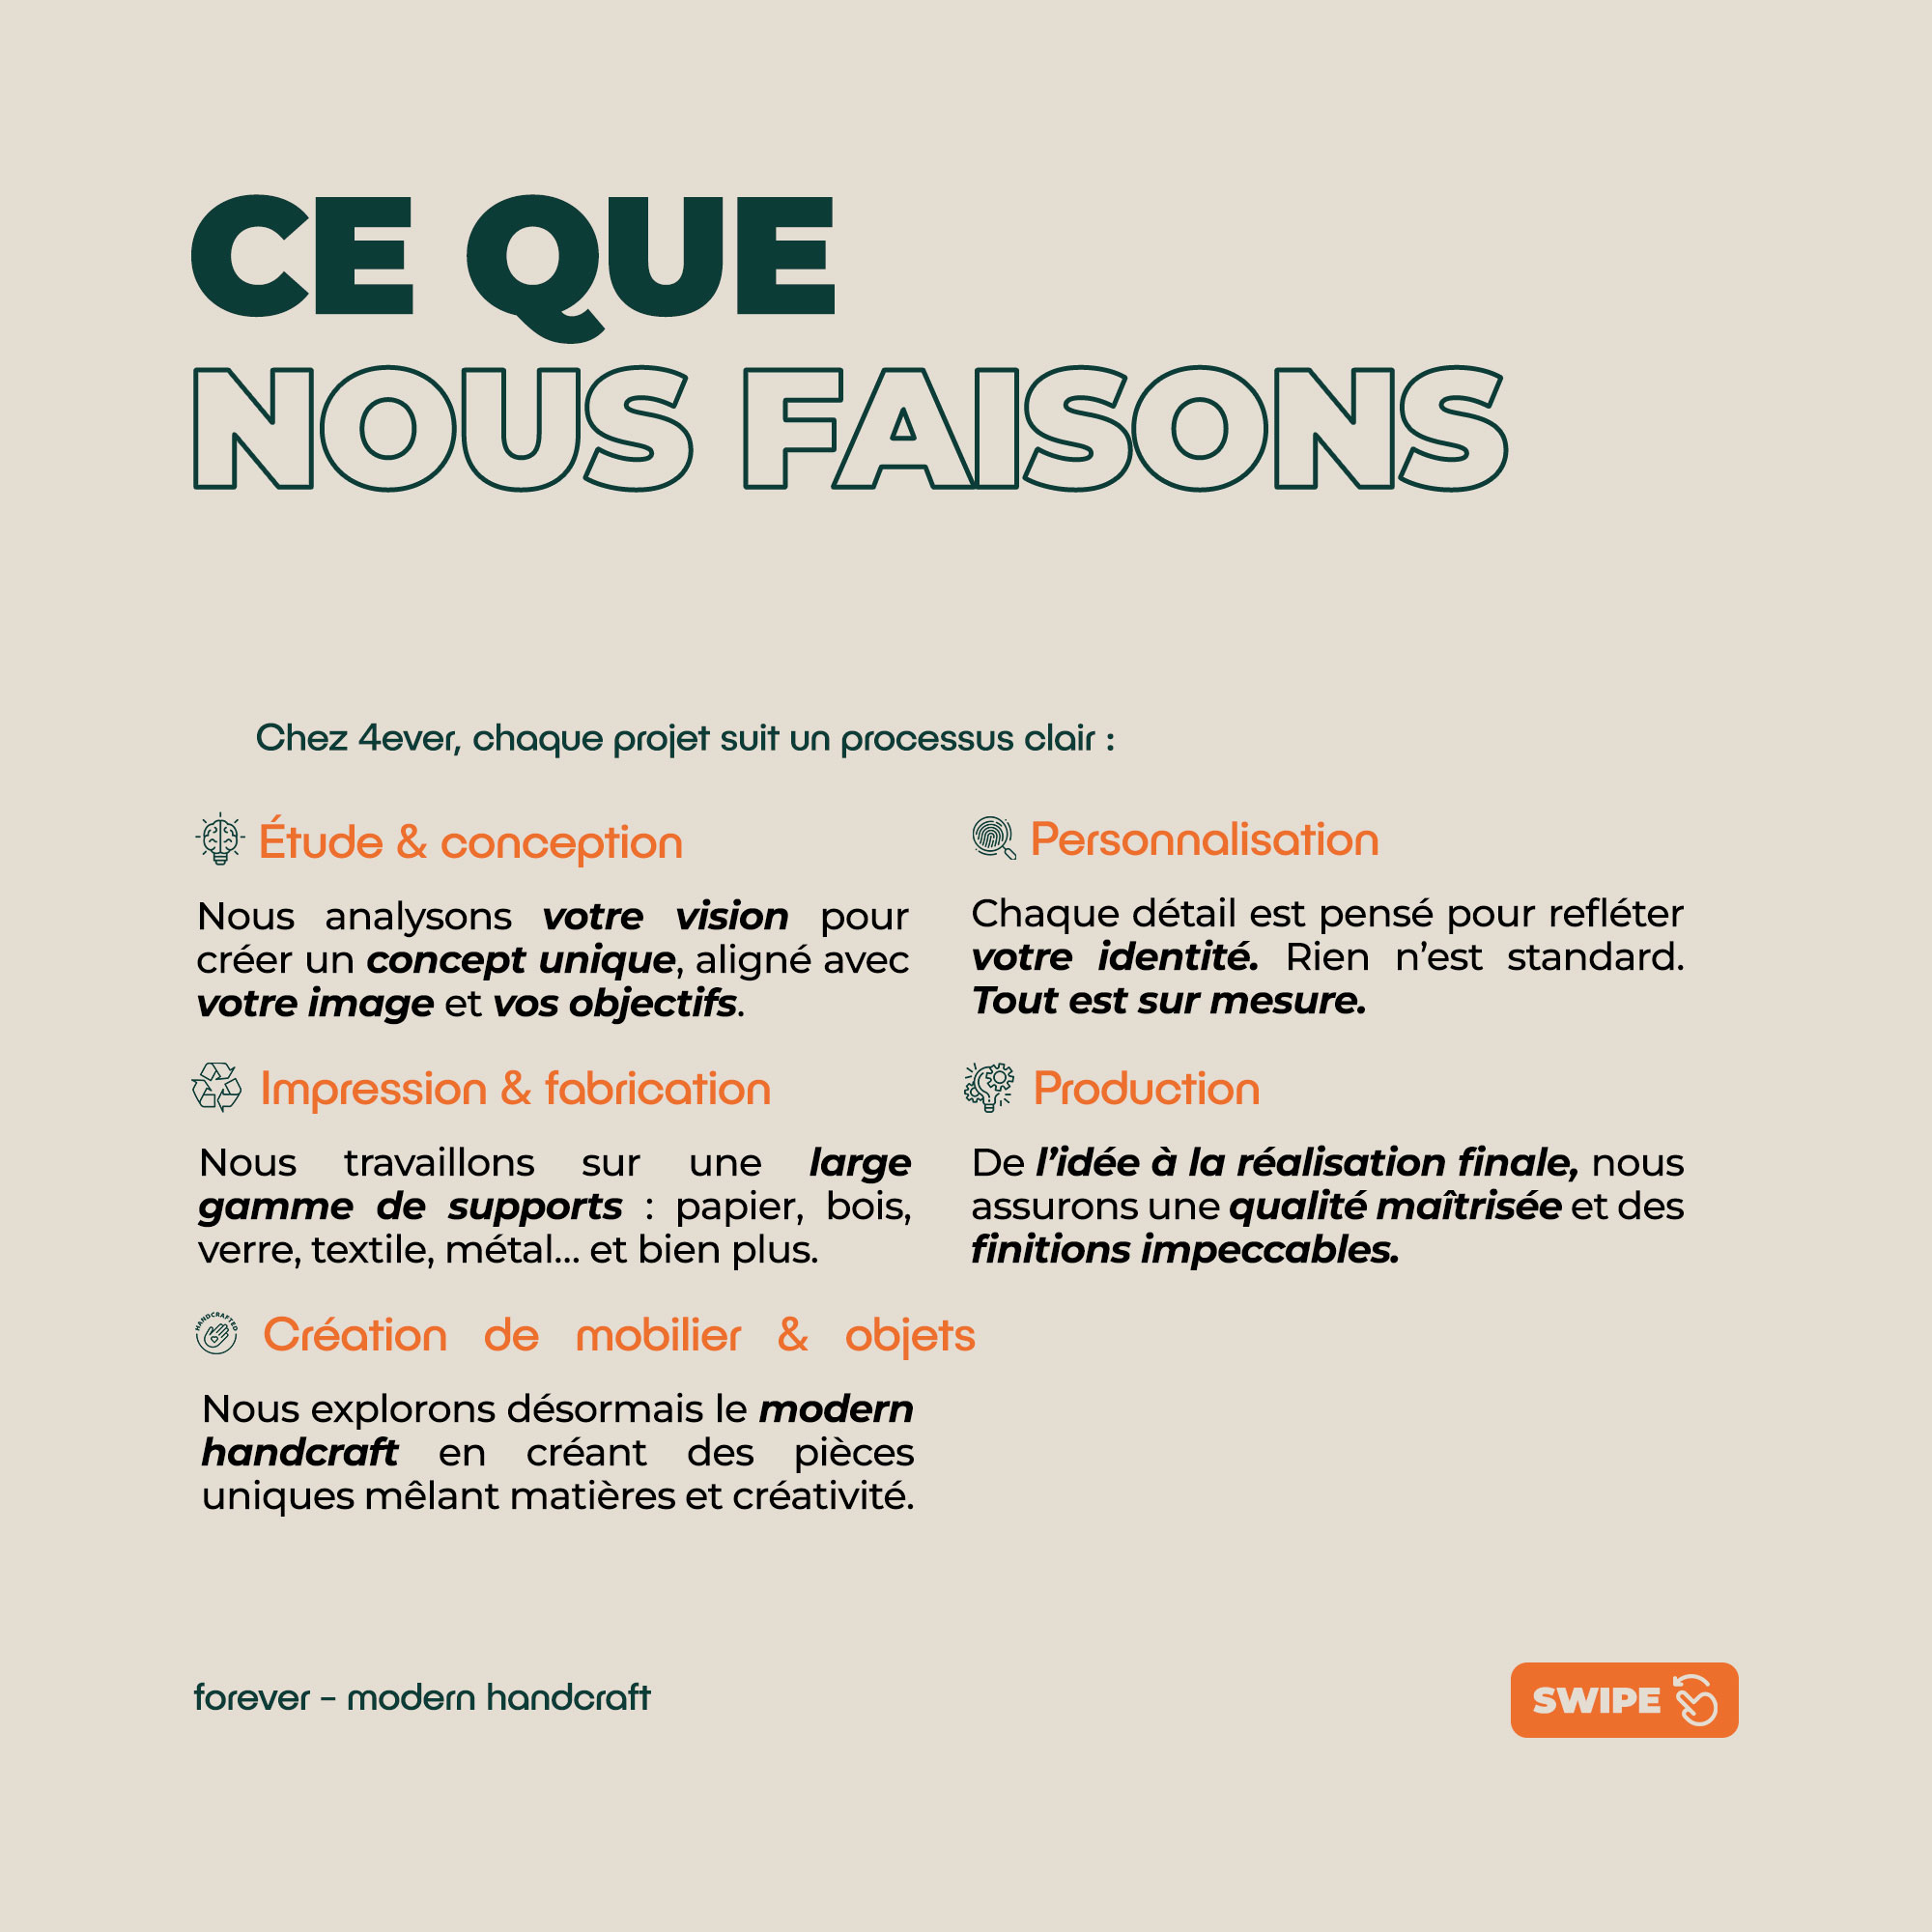 CE QUE
NOUS FAISONS
Chez 4ever, chaque projet suit un processus clair :
Étude & conception
Nous analysons votre vision pour
créer un concept unique, aligné avec
votre image et vos objectifs.
Personnalisation
Chaque détail est pensé pour refléter
votre identité. Rien n’est standard.
Tout est sur mesure.
Impression & fabrication
Nous travaillons sur une large
gamme de supports : papier, bois,
verre, textile, métal... et bien plus.
Production
De l’idée à la réalisation finale, nous
assurons une qualité maîtrisée et des
finitions impeccables.
HANDCRAFTED
Création de mobilier & objets
Nous explorons désormais le modern
handcraft en créant des pièces
uniques mêlant matières et créativité.
forever - modern handcraft
SWIPE